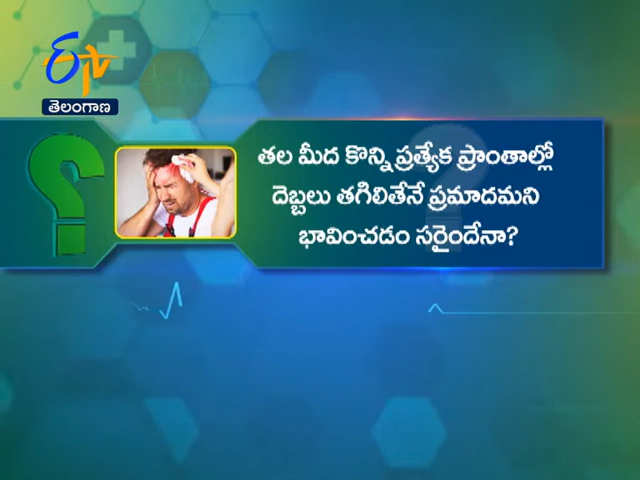 ETV
తెలంగాణ
తల మీద కొన్ని ప్రత్యేక ప్రాంతాల్లో
దెబ్బలు తగిలితేనే ప్రమాదమని
భావించడం సరైందేనా?